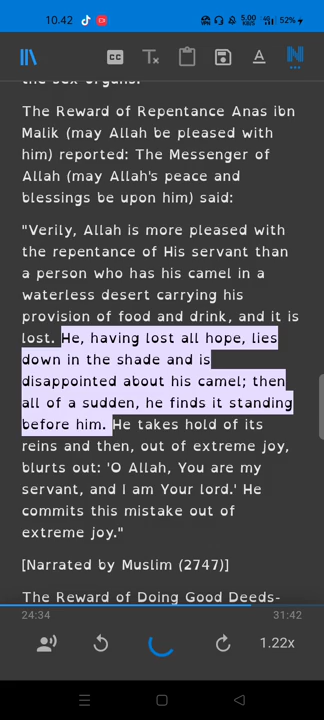 10.42
5.00
KB/S
4G
52%
CC
the sex organs.
The Reward of Repentance Anas ibn
Malik (may Allah be pleased with
him) reported: The Messenger of
Allah (may Allah's peace and
blessings be upon him) said:
"Verily, Allah is more pleased with
the repentance of His servant than
a person who has his camel in a
waterless desert carrying his
provision of food and drink, and it is
lost. He, having lost all hope, lies
down in the shade and is
disappointed about his camel; then
all of a sudden, he finds it standing
before him. He takes hold of its
reins and then, out of extreme joy,
blurts out: 'O Allah, You are my
servant, and I am Your lord.' He
commits this mistake out of
extreme joy."
[Narrated by Muslim (2747)]
The Reward of Doing Good Deeds-
24:34
31:42
1.22x